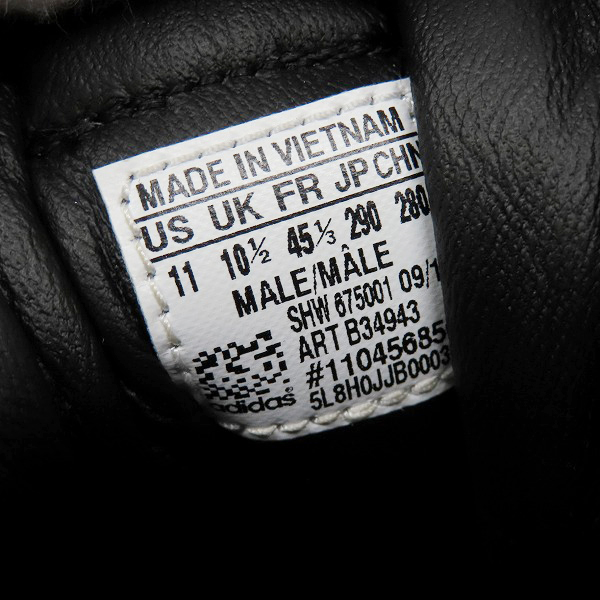 MADE IN VIETNAM
US UK FR JP CHN
11 10½ 45⅓ 290 280
MALE/MÂLE
SHW 675001 09/1
ART B34943
#11045685
5L8H0JJB0003
adidas